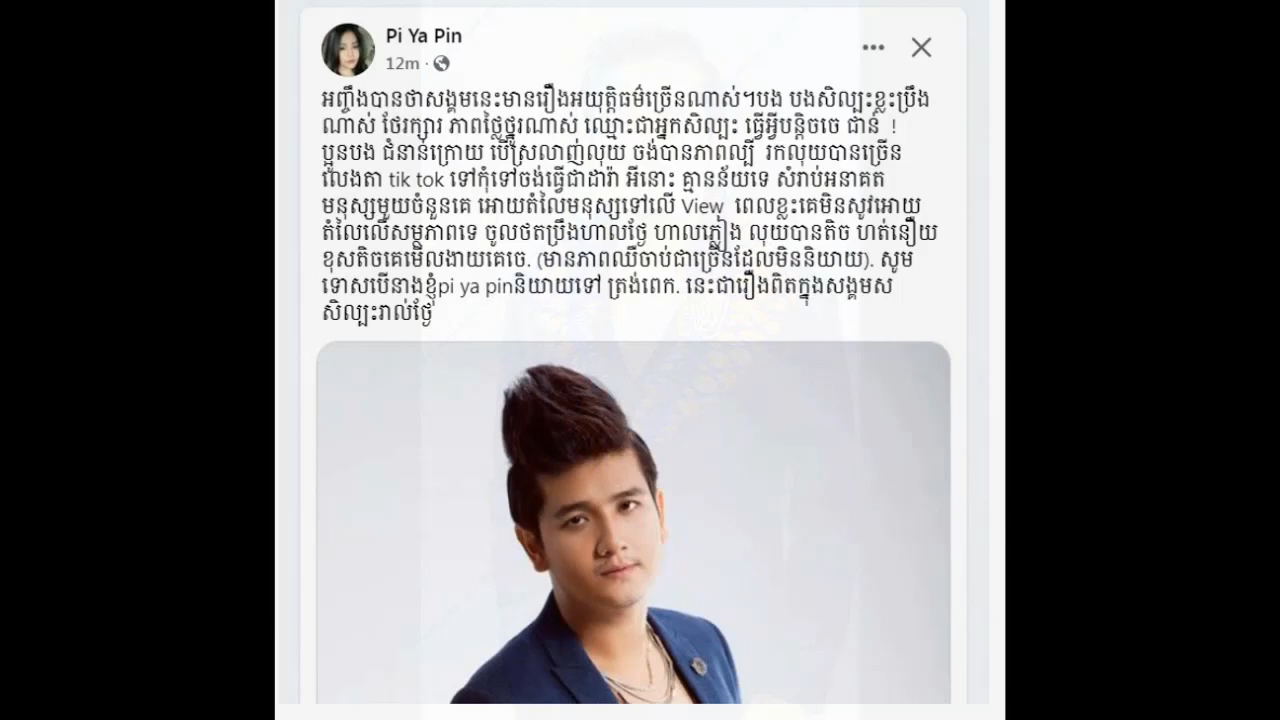 Pi Ya Pin
12m ·
អញ្ចឹងបានថាសង្គមនេះមានរឿងអយុត្តិធម៌ច្រើនណាស់។បង បងសិល្បះខ្លះប្រឹង
ណាស់ ថែរក្សារ ភាពថ្លៃថ្នូរណាស់ ឈ្មោះជាអ្នកសិល្បះ ធ្វើអ្វីបន្តិចចេ ជាន់ !
ប្អូនបង ជំនាន់ក្រោយ បើស្រលាញ់លុយ ចង់បានភាពល្បី រកលុយបានច្រើន
លេងតា tik tok ទៅកុំទៅចង់ធ្វើជាដារ៉ា អីនោះ គ្មានន័យទេ សំរាប់អនាគត
មនុស្សមួយចំនួនគេ អោយតំលៃមនុស្សទៅលើ View ពេលខ្លះគេមិនសូវអោយ
តំលៃលើសម្ថភាពទេ ចូលថតប្រឹងហាលថ្ងៃ ហាលភ្លៀង លុយបានតិច ហត់នឿយ
ខុសតិចគេមើលងាយគេចេ. (មានភាពឈឺចាប់ជាច្រើនដែលមិននិយាយ). សូម
ទោសបើនាងខ្ញុំpi ya pinនិយាយទៅ ត្រង់ពេក. នេះជារឿងពិតក្នុងសង្គមស
សិល្បះរាល់ថ្ងៃ